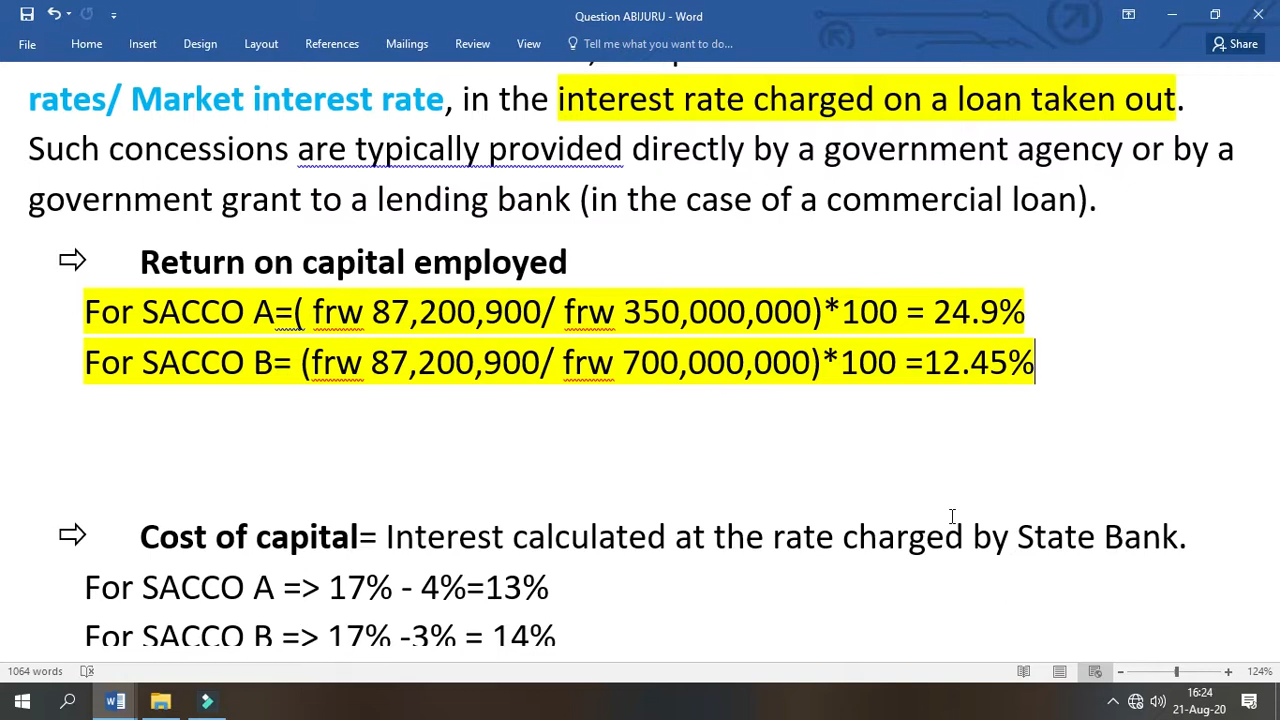 Question ABIJURU - Word
File Home Insert Design Layout References Mailings Review View Tell me what you want to do... Share
rates/ Market interest rate, in the interest rate charged on a loan taken out.
Such concessions are typically provided directly by a government agency or by a
government grant to a lending bank (in the case of a commercial loan).
⇨ Return on capital employed
For SACCO A=( frw 87,200,900/ frw 350,000,000)*100 = 24.9%
For SACCO B= (frw 87,200,900/ frw 700,000,000)*100 =12.45%
⇨ Cost of capital= Interest calculated at the rate charged by State Bank.
For SACCO A => 17% - 4%=13%
For SACCO B => 17% -3% = 14%
1064 words 124%
16:24
21-Aug-20